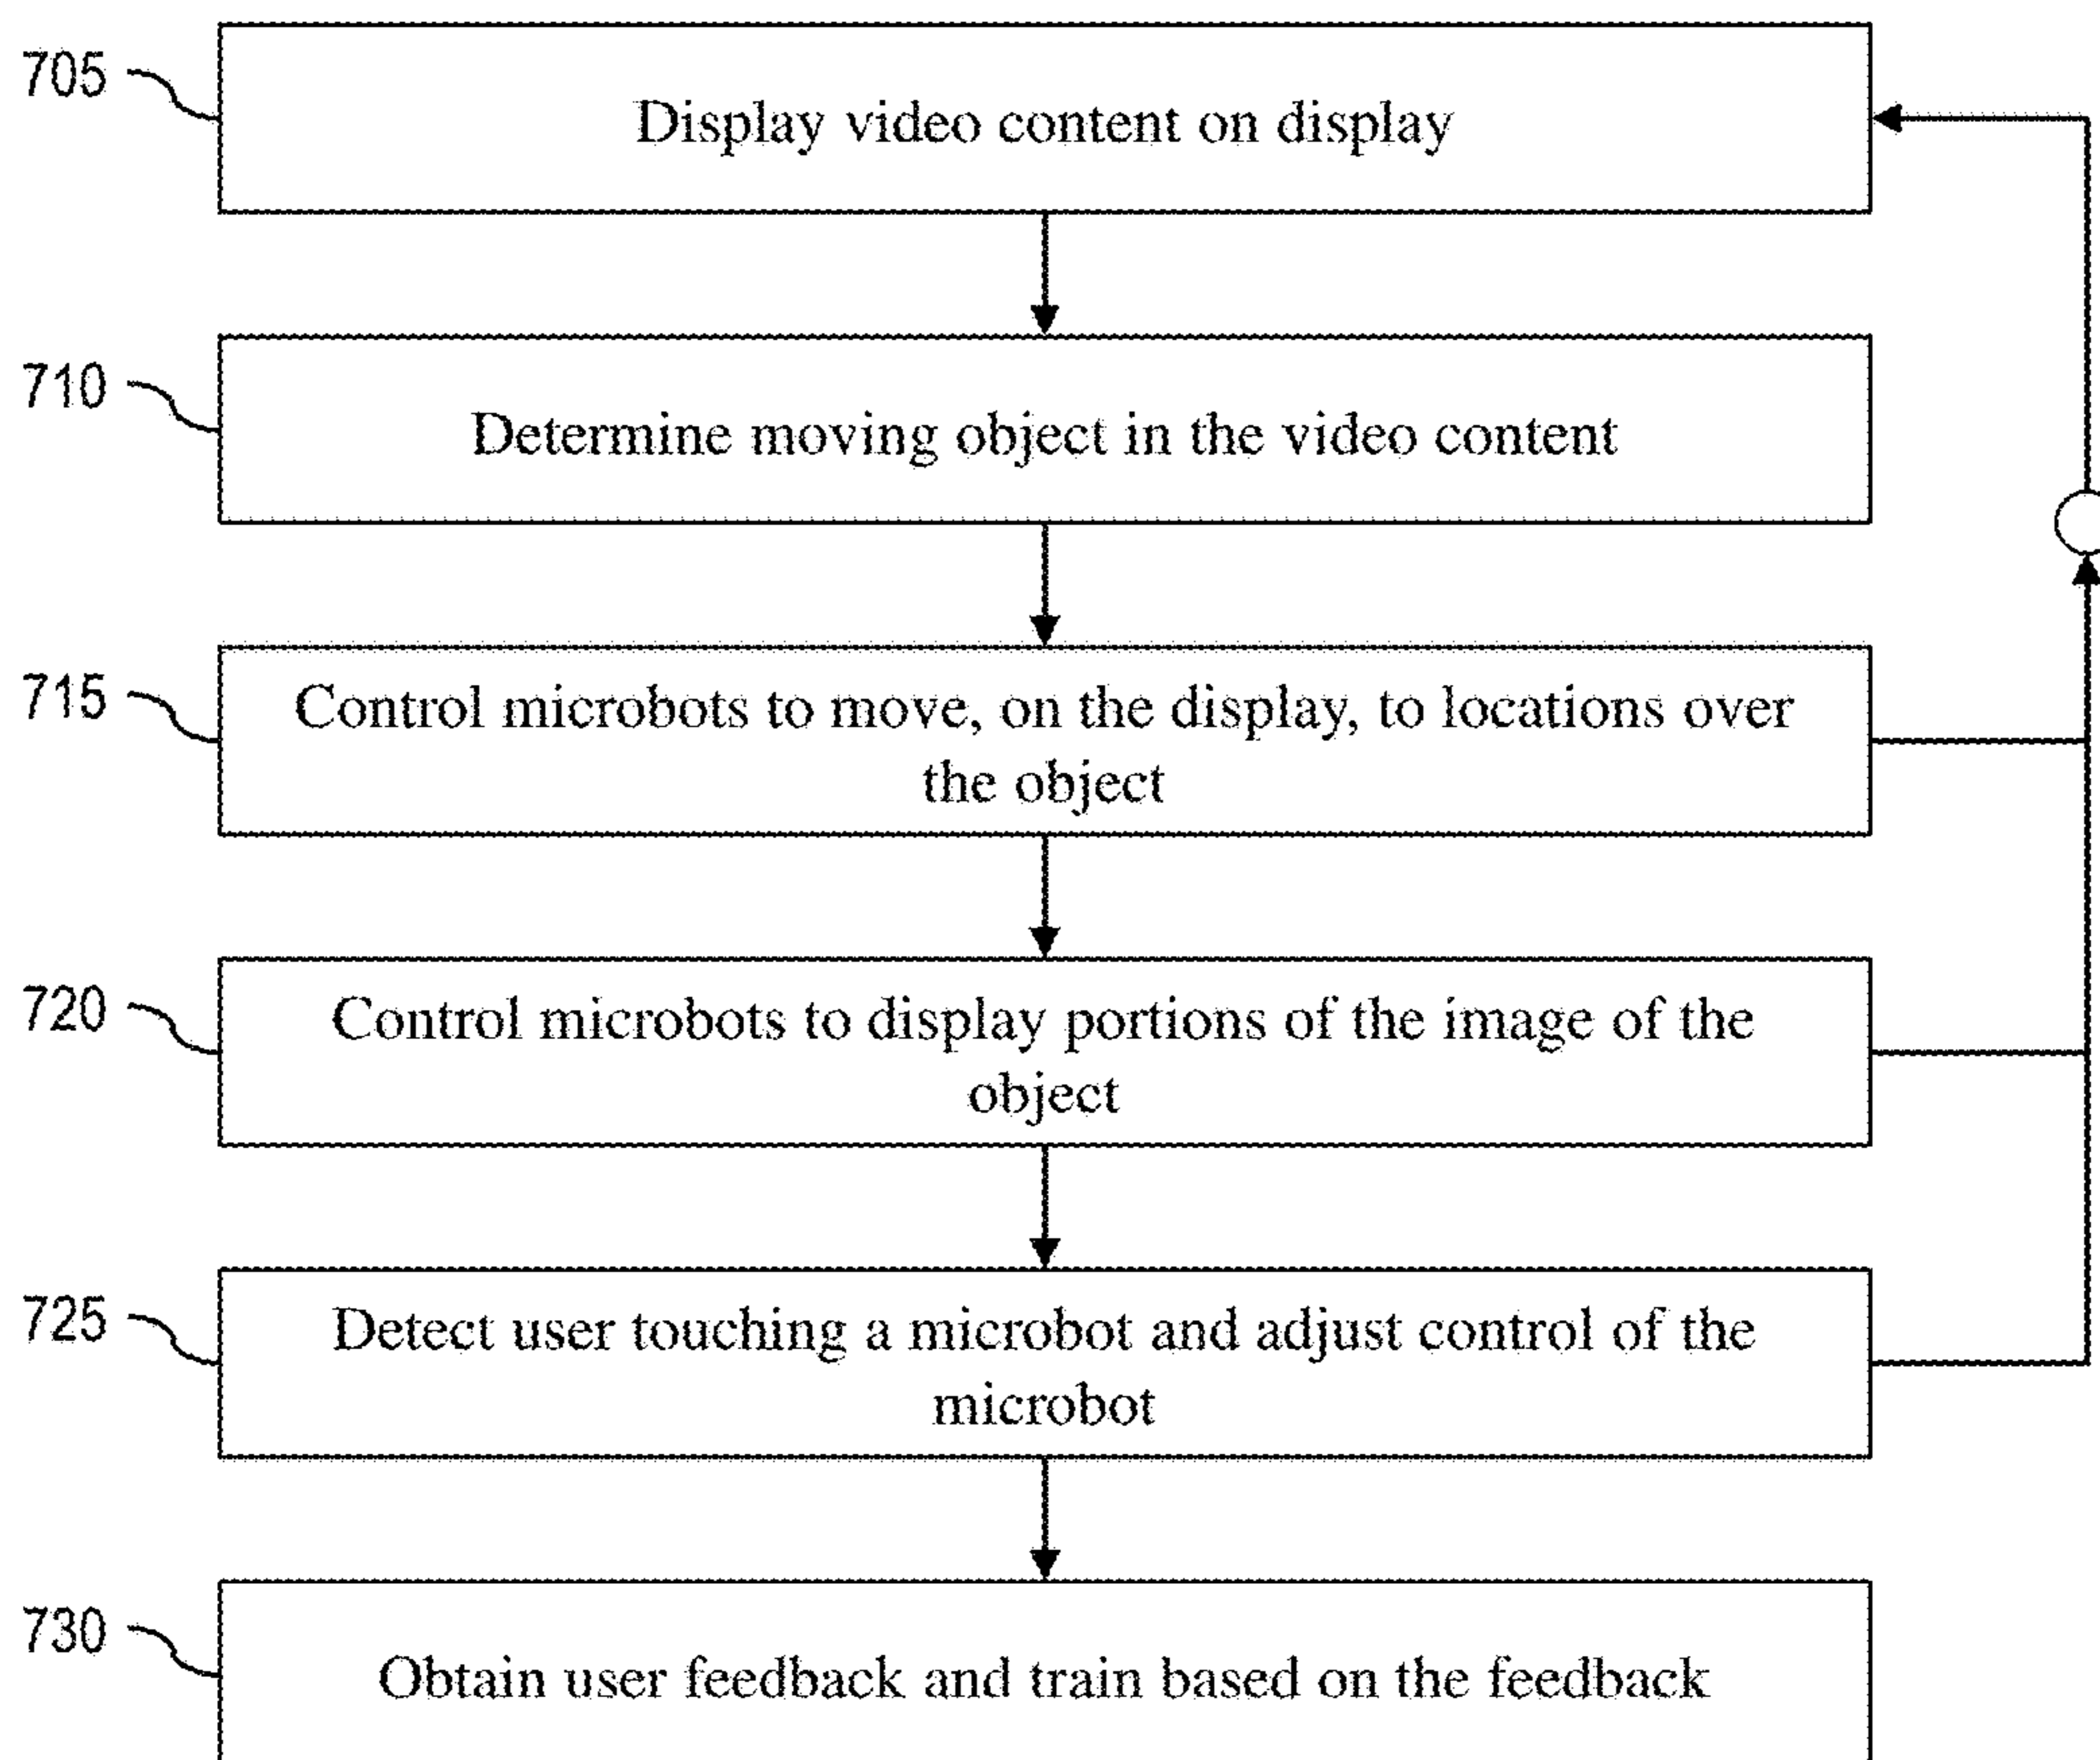 705
Display video content on display
710
Determine moving object in the video content
715
Control microbots to move, on the display, to locations over
the object
720
Control microbots to display portions of the image of the
object
725
Detect user touching a microbot and adjust control of the
microbot
730
Obtain user feedback and train based on the feedback